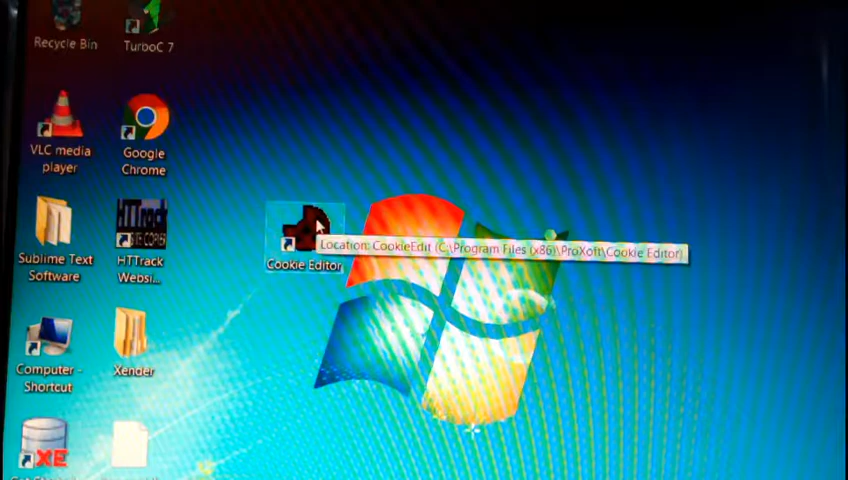 Recycle Bin
TurboC 7
VLC media
player
Google
Chrome
Sublime Text
Software
HTTrack
HTTrack
Websi...
Cookie Editor
Location: CookieEdit (C:\Program Files (x86)\ProXoft\Cookie Editor)
Computer -
Shortcut
Xender
XE